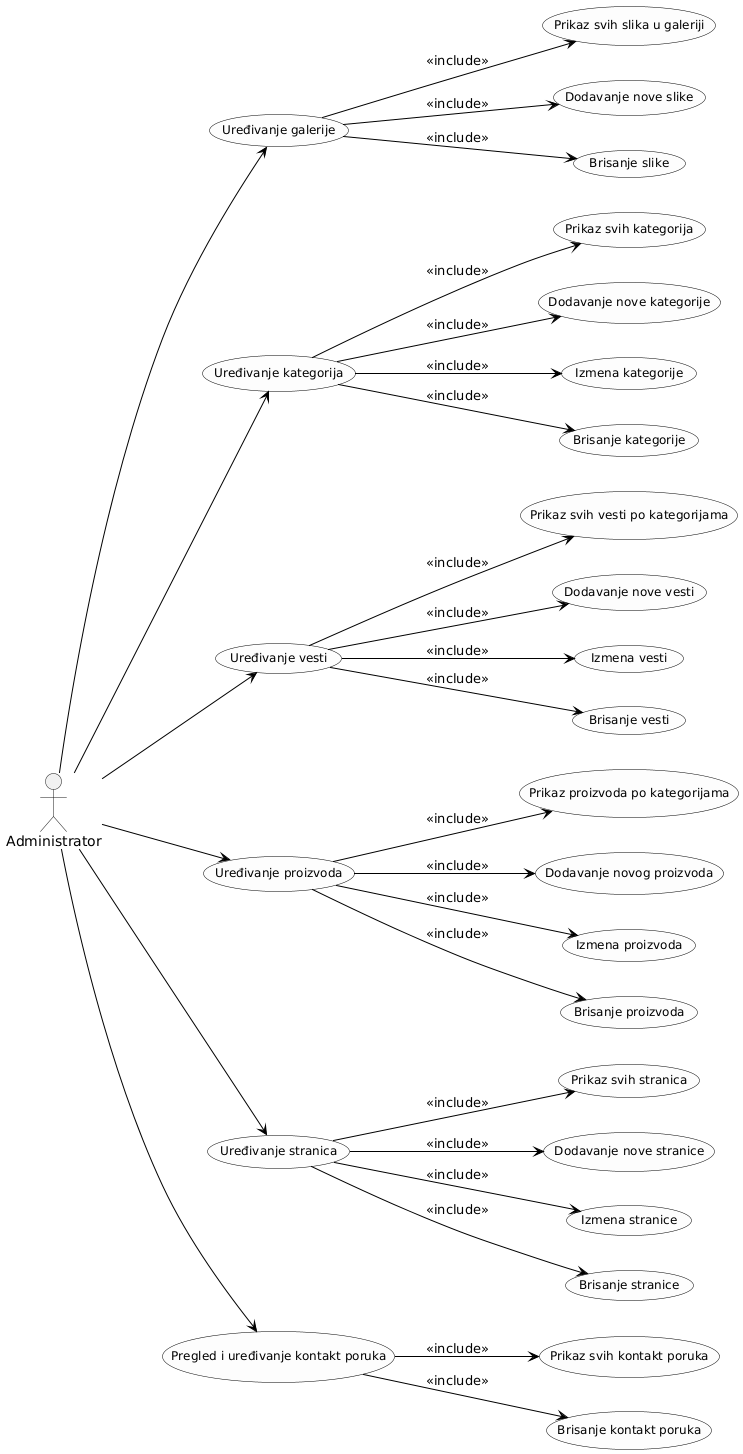 Prikaz svih slika u galeriji
«include»
Dodavanje nove slike
«include»
Uređivanje galerije
«include»
Brisanje slike
Prikaz svih kategorija
«include»
Dodavanje nove kategorije
«include»
Uređivanje kategorija
«include»
Izmena kategorije
«include»
Brisanje kategorije
Prikaz svih vesti po kategorijama
«include»
Dodavanje nove vesti
«include»
Uređivanje vesti
«include»
Izmena vesti
«include»
Brisanje vesti
Administrator
Prikaz proizvoda po kategorijama
«include»
Uređivanje proizvoda
«include»
Dodavanje novog proizvoda
«include»
Izmena proizvoda
«include»
Brisanje proizvoda
Prikaz svih stranica
«include»
Uređivanje stranica
«include»
Dodavanje nove stranice
«include»
Izmena stranice
«include»
Brisanje stranice
Pregled i uređivanje kontakt poruka
«include»
Prikaz svih kontakt poruka
«include»
Brisanje kontakt poruka